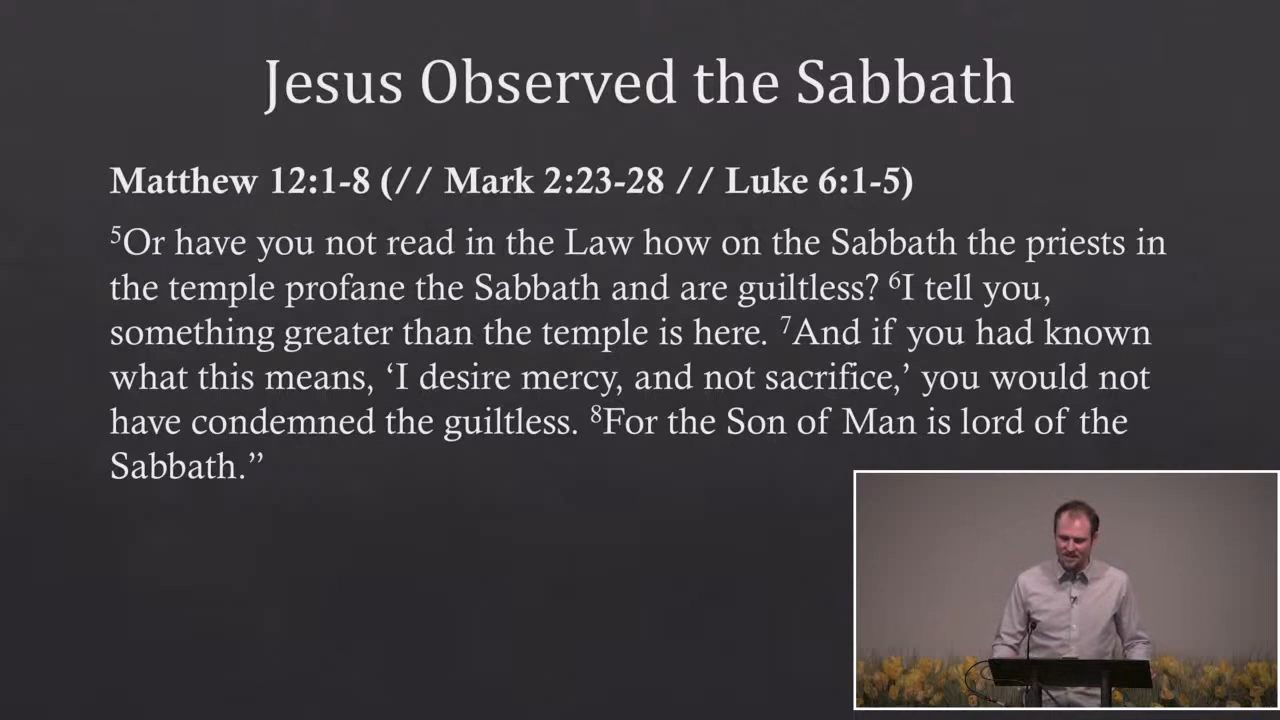 Jesus Observed the Sabbath
Matthew 12:1-8 (// Mark 2:23-28 // Luke 6:1-5)
⁵Or have you not read in the Law how on the Sabbath the priests in
the temple profane the Sabbath and are guiltless? ⁶I tell you,
something greater than the temple is here. ⁷And if you had known
what this means, ‘I desire mercy, and not sacrifice,’ you would not
have condemned the guiltless. ⁸For the Son of Man is lord of the
Sabbath.”